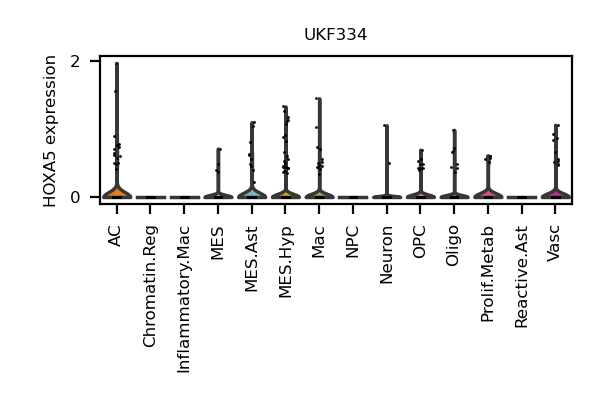 UKF334
HOXA5 expression
2
0
AC
Chromatin.Reg
Inflammatory.Mac
MES
MES.Ast
MES.Hyp
Mac
NPC
Neuron
OPC
Oligo
Prolif.Metab
Reactive.Ast
Vasc